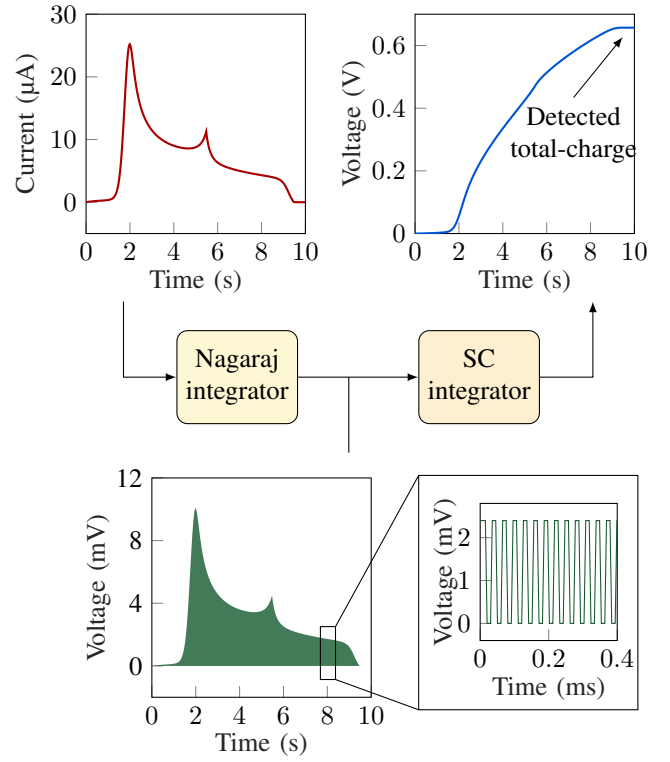 30
20
10
0
Current (µA)
0 2 4 6 8 10
Time (s)
0.6
0.4
0.2
0
Voltage (V)
Detected
total-charge
0 2 4 6 8 10
Time (s)
Nagaraj
integrator
SC
integrator
12
8
4
0
Voltage (mV)
0 2 4 6 8 10
Time (s)
2
0
Voltage (mV)
0 0.2 0.4
Time (ms)